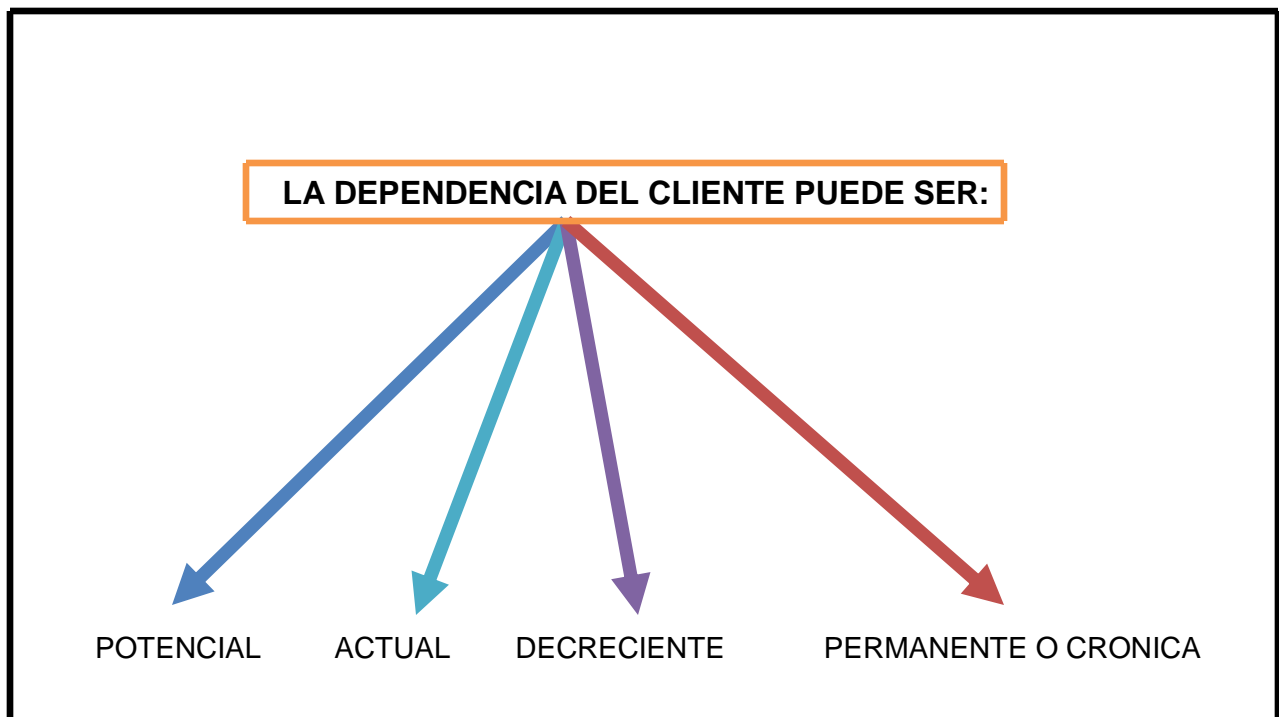 LA DEPENDENCIA DEL CLIENTE PUEDE SER:
POTENCIAL ACTUAL DECRECIENTE PERMANENTE O CRONICA